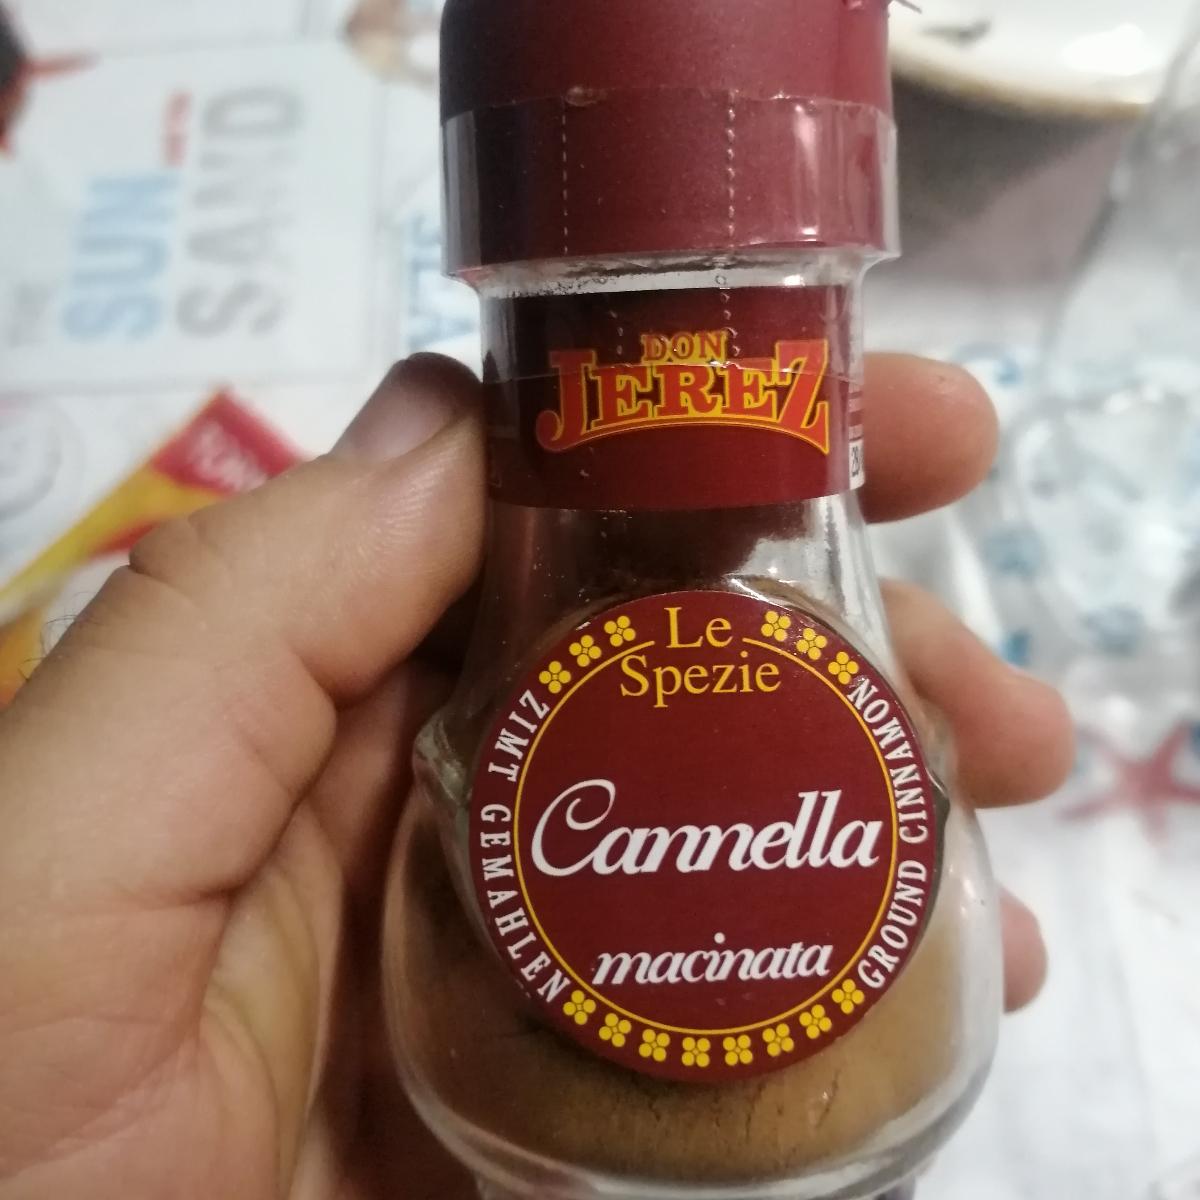 SUN
SAND
DON
JEREZ
Le
Spezie
Cannella
macinata
ZIMT GEMAHLEN
GROUND CINNAMON